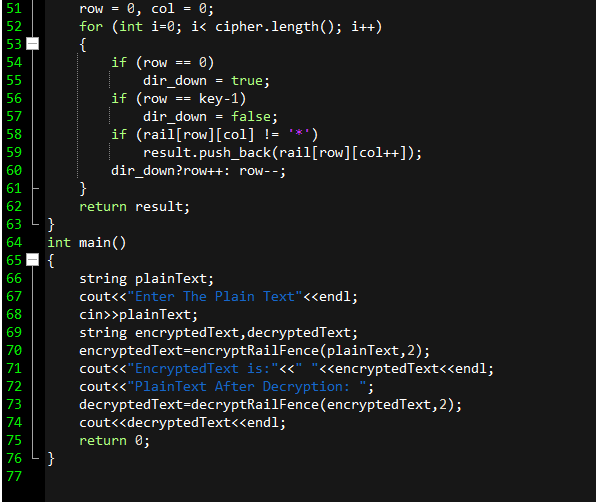 51 row = 0, col = 0;
52 for (int i=0; i< cipher.length(); i++)
53 {
54 if (row == 0)
55 dir_down = true;
56 if (row == key-1)
57 dir_down = false;
58 if (rail[row][col] != '*')
59 result.push_back(rail[row][col++]);
60 dir_down?row++: row--;
61 }
62 return result;
63 }
64 int main()
65 {
66 string plainText;
67 cout<<"Enter The Plain Text"<<endl;
68 cin>>plainText;
69 string encryptedText,decryptedText;
70 encryptedText=encryptRailFence(plainText,2);
71 cout<<"EncryptedText is:"<<" "<<encryptedText<<endl;
72 cout<<"PlainText After Decryption: ";
73 decryptedText=decryptRailFence(encryptedText,2);
74 cout<<decryptedText<<endl;
75 return 0;
76 }
77